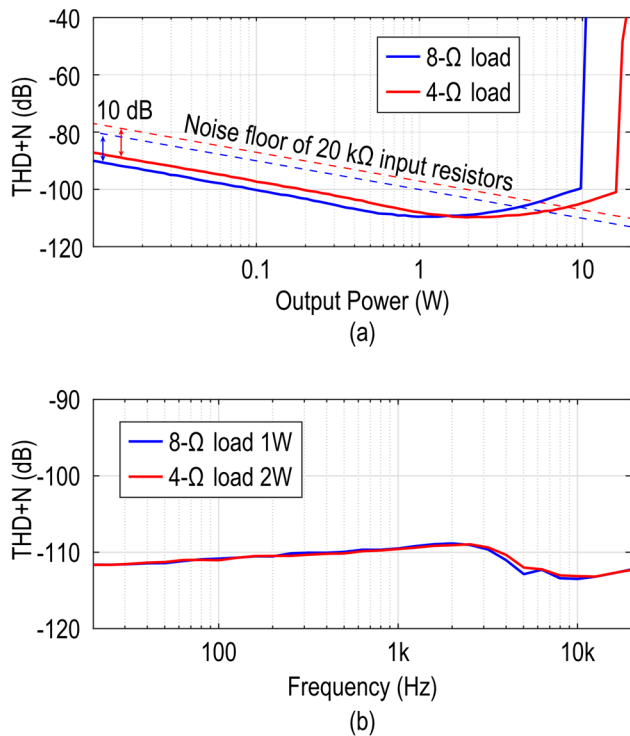 -40
-60
-80
-100
-120
THD+N (dB)
8-Ω load
4-Ω load
10 dB
Noise floor of 20 kΩ input resistors
0.1
1
10
Output Power (W)
(a)
-90
-100
-110
-120
THD+N (dB)
8-Ω load 1W
4-Ω load 2W
100
1k
10k
Frequency (Hz)
(b)